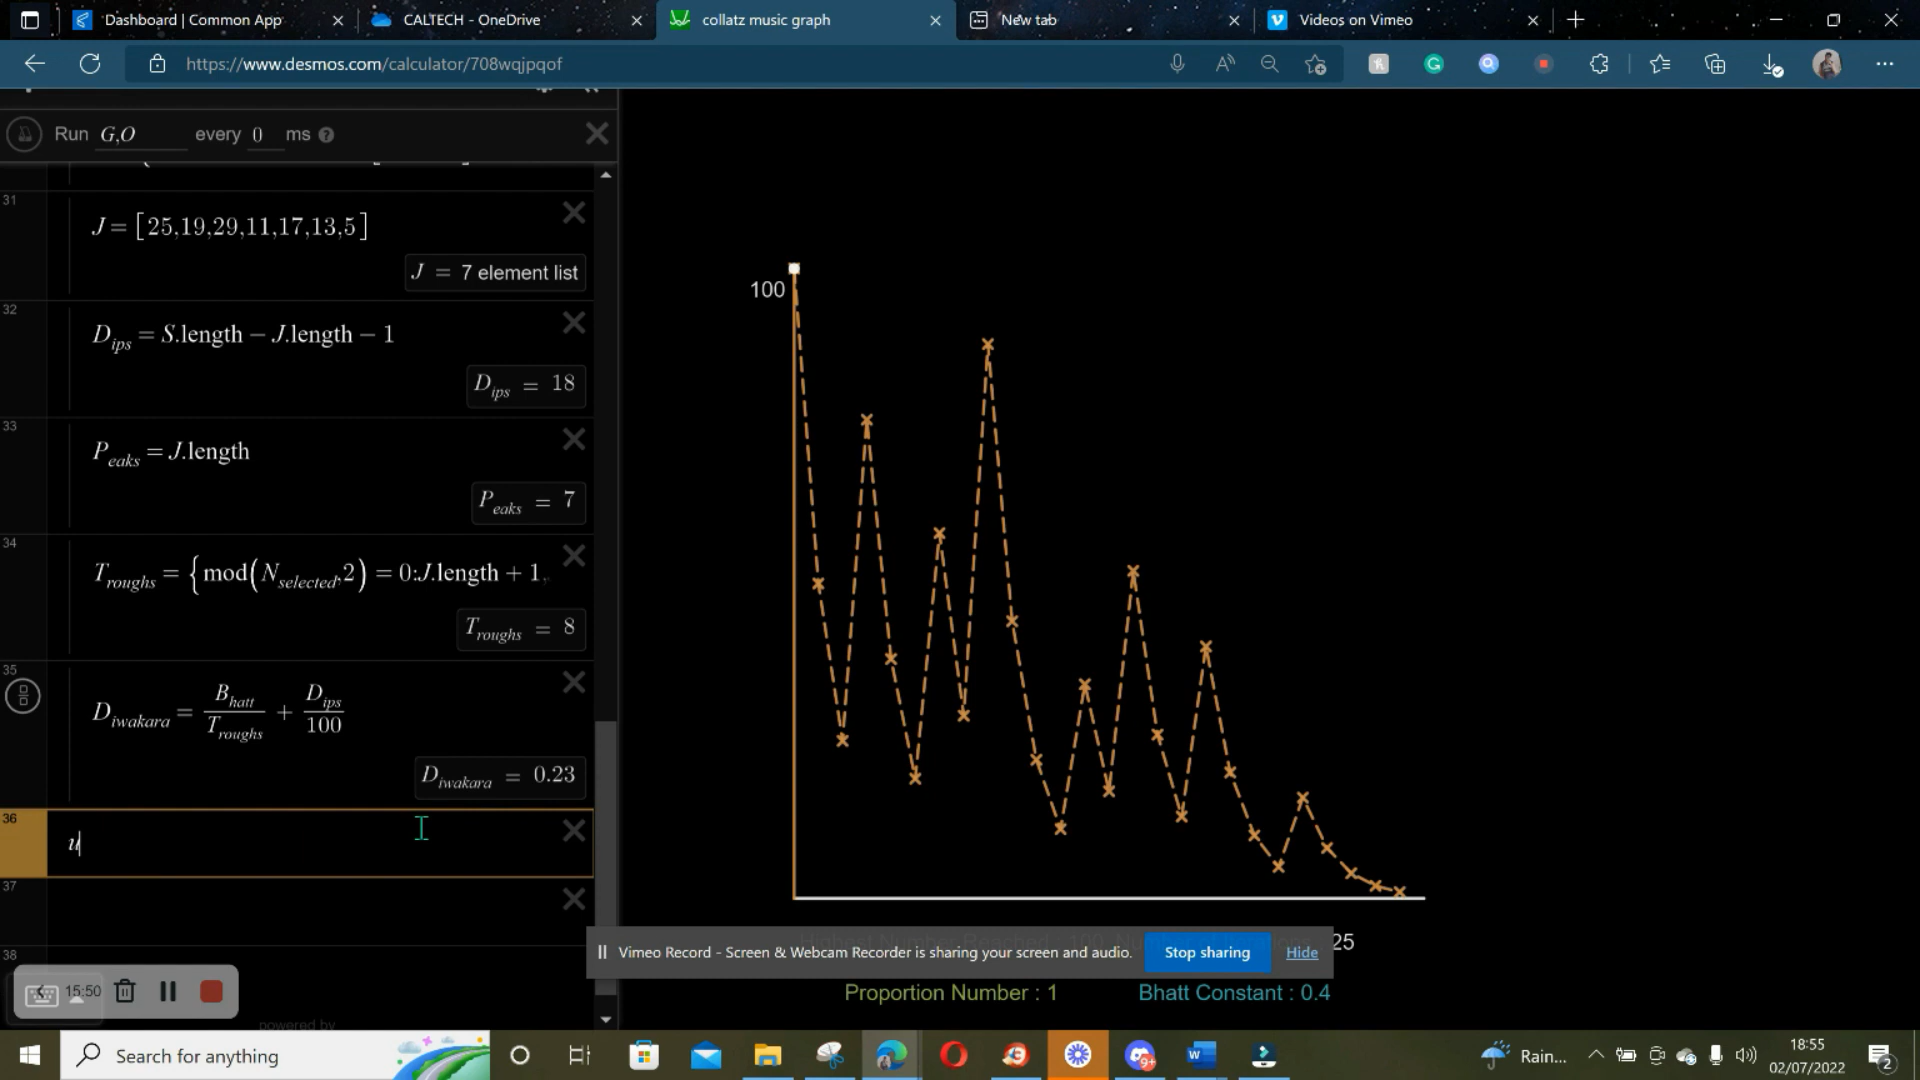 Dashboard | Common App
CALTECH - OneDrive
collatz music graph
New tab
Videos on Vimeo
https://www.desmos.com/calculator/708wqjpqof
Run G,O every 0 ms
31
J = [25,19,29,11,17,13,5]
J = 7 element list
32
D_ips = S.length − J.length − 1
D_ips = 18
33
P_eaks = J.length
P_eaks = 7
34
T_roughs = {mod(N_selected,2) = 0:J.length + 1,
T_roughs = 8
35
D_iwakara = B_hatt/T_roughs + D_ips/100
D_iwakara = 0.23
36
u
37
38
100
25
Vimeo Record - Screen & Webcam Recorder is sharing your screen and audio.
Stop sharing
Hide
Proportion Number : 1
Bhatt Constant : 0.4
15:50
powered by
Search for anything
9+
Rain...
18:55
02/07/2022
2